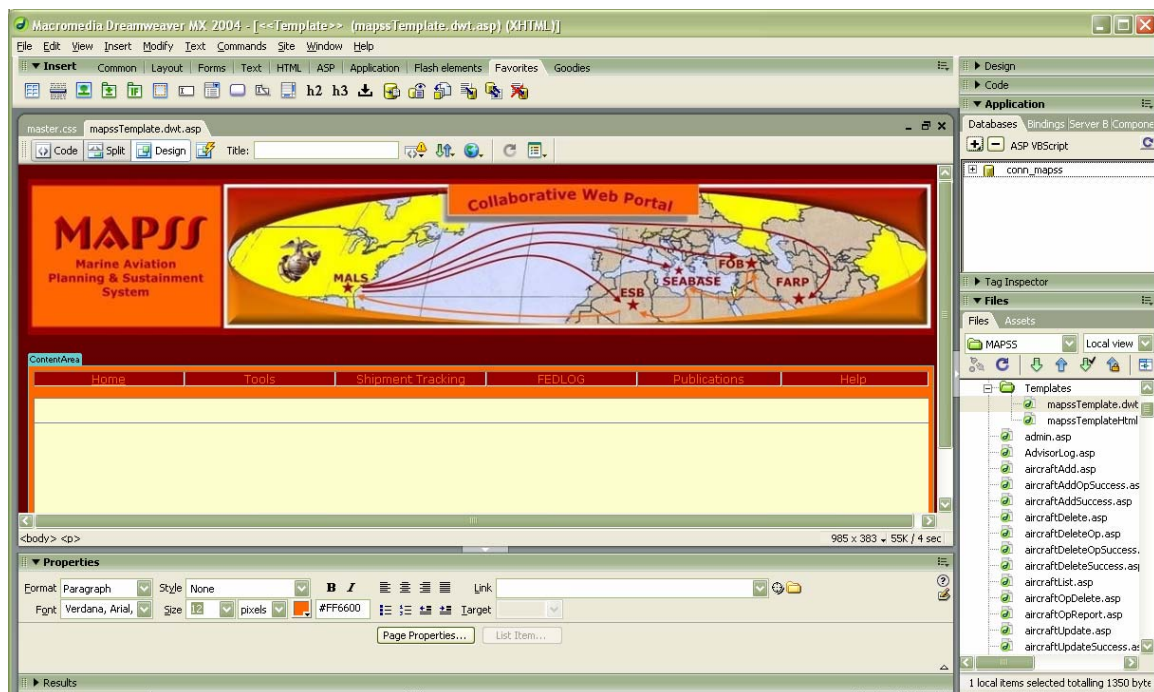 Macromedia Dreamweaver MX 2004 - [<<Template>> (mapssTemplate.dwt.asp) (XHTML)]
File Edit View Insert Modify Text Commands Site Window Help
Insert Common Layout Forms Text HTML ASP Application Flash elements Favorites Goodies
IF h2 h3
master.css mapssTemplate.dwt.asp
Code Split Design Title:
MAPSS
Marine Aviation
Planning & Sustainment
System
Collaborative Web Portal
MALS
ESB
SEABASE
FOB
FARP
ContentArea
Home Tools Shipment Tracking FEDLOG Publications Help
<body> <p> 985 x 383 55K / 4 sec
Properties
Format Paragraph Style None B I Link
Font Verdana, Arial, Size 12 pixels #FF6600 Target
Page Properties... List Item...
Results
Design
Code
Application
Databases Bindings Server B Compone
ASP VBScript
conn_mapss
Tag Inspector
Files
Files Assets
MAPSS Local view
Templates
mapssTemplate.dwt
mapssTemplateHtml
admin.asp
AdvisorLog.asp
aircraftAdd.asp
aircraftAddOpSuccess.as
aircraftAddSuccess.asp
aircraftDelete.asp
aircraftDeleteOp.asp
aircraftDeleteOpSuccess.
aircraftDeleteSuccess.asp
aircraftList.asp
aircraftOpDelete.asp
aircraftOpReport.asp
aircraftUpdate.asp
aircraftUpdateSuccess.as
1 local items selected totalling 1350 byte